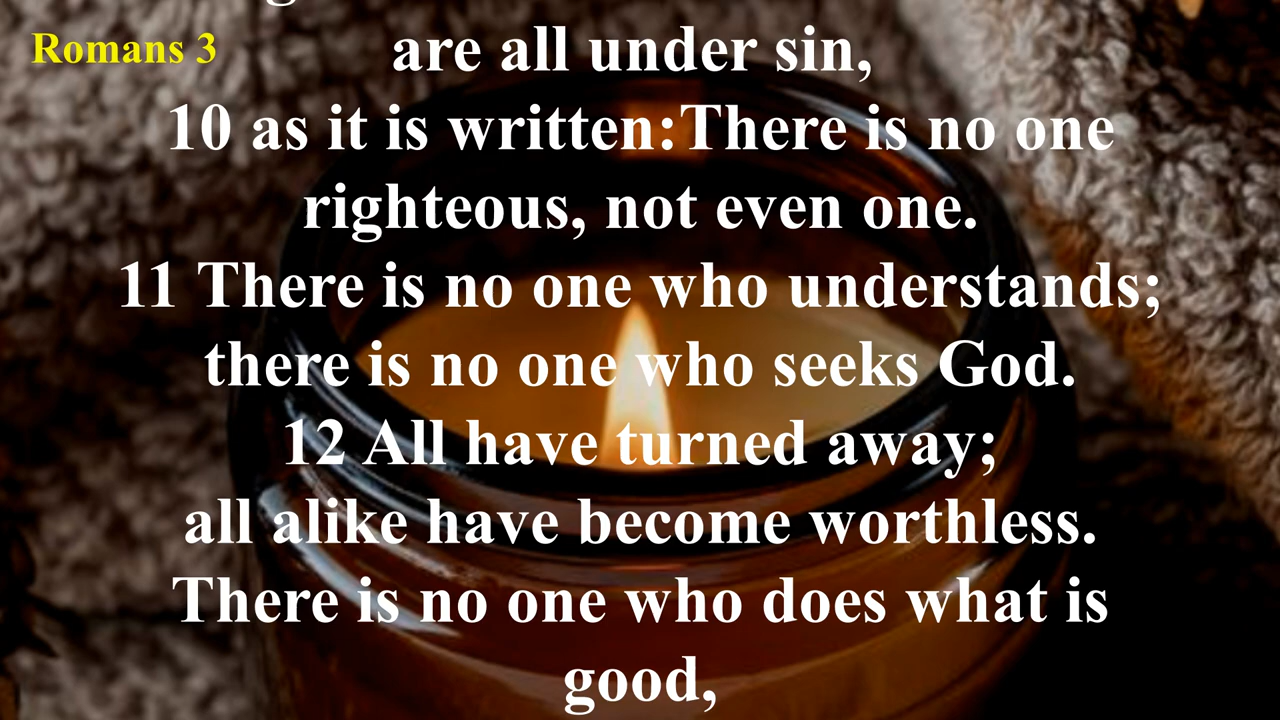 Romans 3
are all under sin,
10 as it is written:There is no one
righteous, not even one.
11 There is no one who understands;
there is no one who seeks God.
12 All have turned away;
all alike have become worthless.
There is no one who does what is
good,